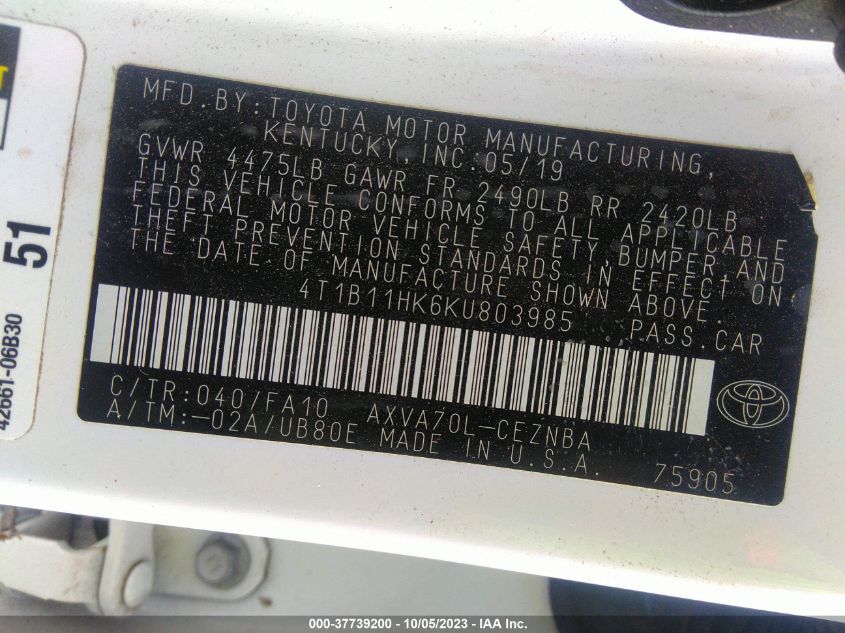 MFD.BY:TOYOTA MOTOR MANUFACTURING,
KENTUCKY,INC.05/19
GVWR 4475LB GAWR FR 2490LB RR 2420LB
THIS VEHICLE CONFORMS TO ALL APPLICABLE
FEDERAL MOTOR VEHICLE SAFETY,BUMPER,AND
THEFT PREVENTION STANDARDS IN EFFECT ON
THE DATE OF MANUFACTURE SHOWN ABOVE.
4T1B11HK6KU803985 PASS.CAR
C/TR:040/FA10 AXVA70L-CEZNBA
A/TM:-02A/UB80E MADE IN U.S.A. 75905
51
42661-06B30
000-37739200 - 10/05/2023 - IAA Inc.